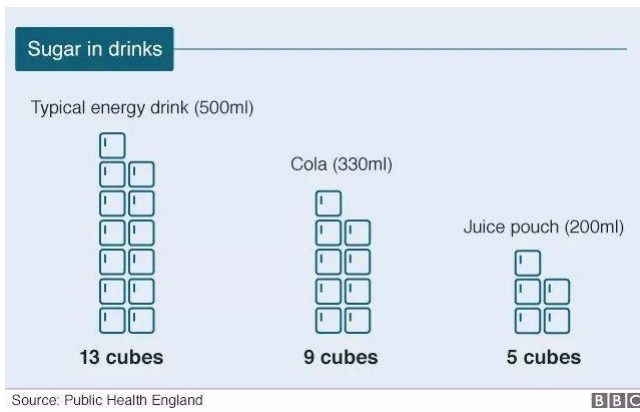 Sugar in drinks
Typical energy drink (500ml)
Cola (330ml)
Juice pouch (200ml)
13 cubes
9 cubes
5 cubes
Source: Public Health England
BBC